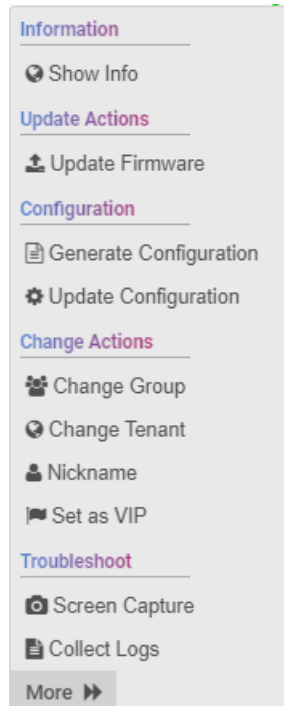 Information
Show Info
Update Actions
Update Firmware
Configuration
Generate Configuration
Update Configuration
Change Actions
Change Group
Change Tenant
Nickname
Set as VIP
Troubleshoot
Screen Capture
Collect Logs
More